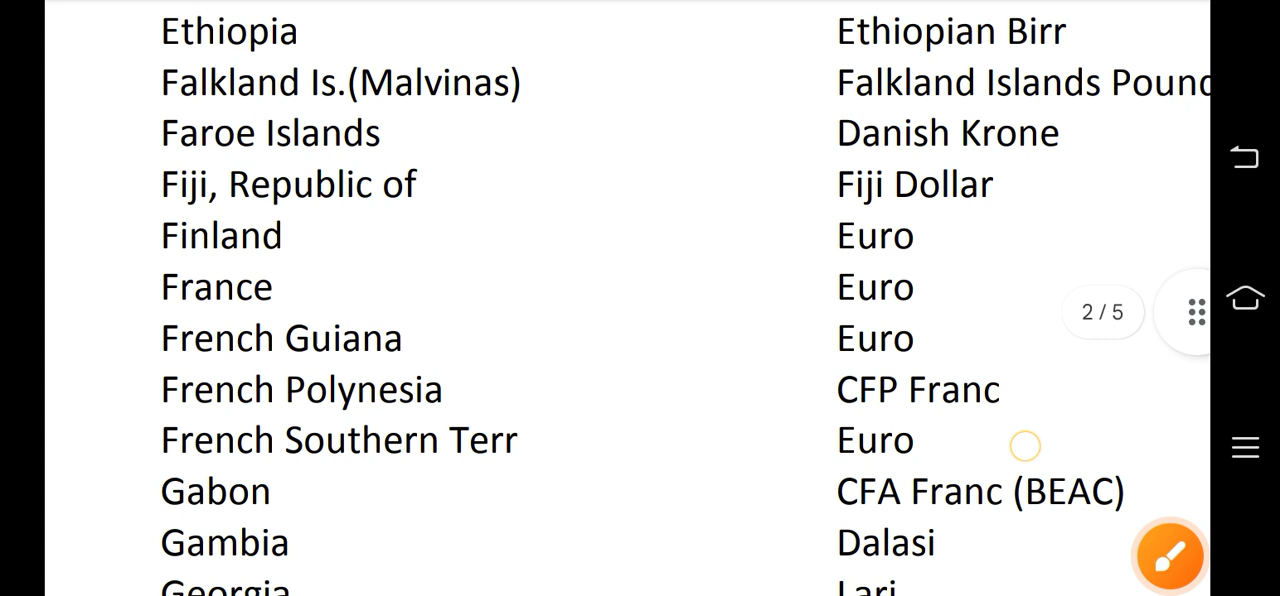 Ethiopia Ethiopian Birr
Falkland Is.(Malvinas) Falkland Islands Pound
Faroe Islands Danish Krone
Fiji, Republic of Fiji Dollar
Finland Euro
France Euro
French Guiana Euro
2 / 5
French Polynesia CFP Franc
French Southern Terr Euro
Gabon CFA Franc (BEAC)
Gambia Dalasi
Georgia Lari